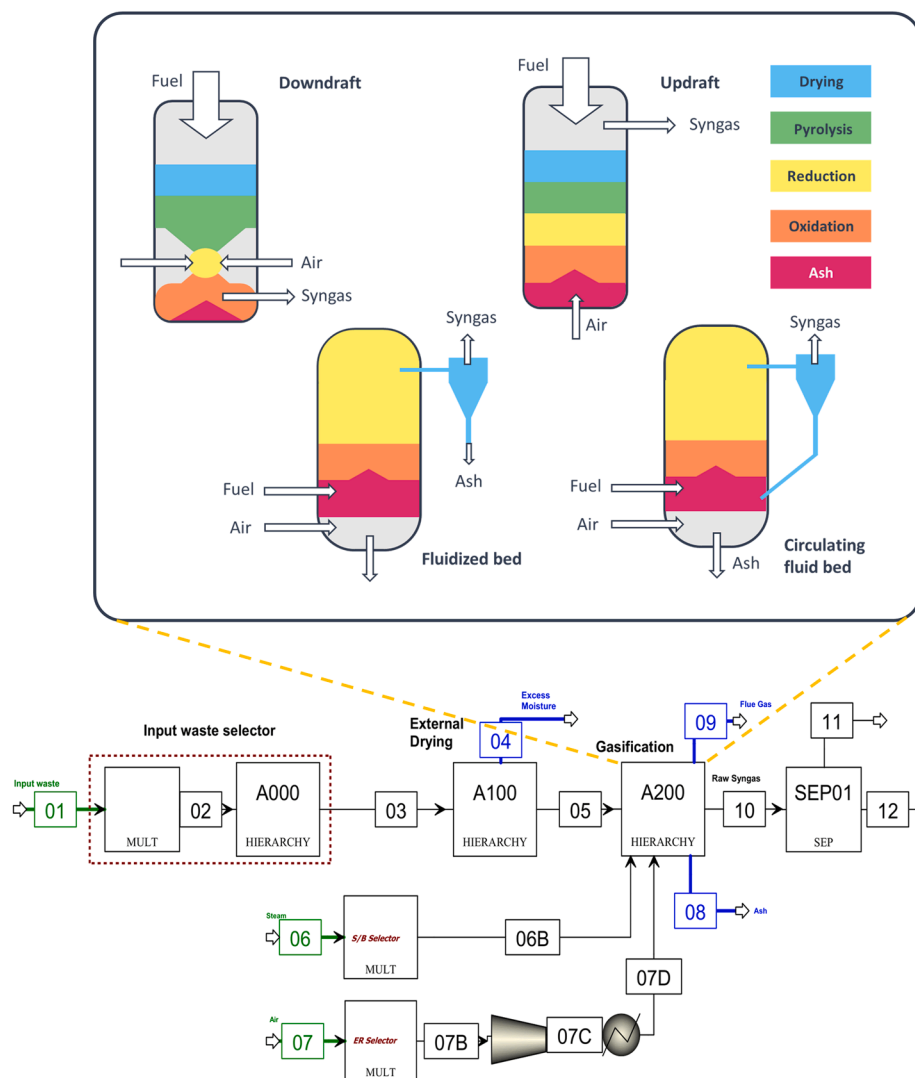 Fuel
Downdraft
Air
Syngas
Fuel
Updraft
Syngas
Air
Drying
Pyrolysis
Reduction
Oxidation
Ash
Syngas
Ash
Fuel
Air
Fluidized bed
Syngas
Fuel
Air
Ash
Circulating
fluid bed
Input waste selector
Input waste
01
MULT
02
A000
HIERARCHY
03
External
Drying
04
Excess
Moisture
A100
HIERARCHY
05
Gasification
09
Flue Gas
A200
HIERARCHY
08
Ash
Raw Syngas
10
11
SEP01
SEP
12
Steam
06
S/B Selector
MULT
06B
Air
07
ER Selector
MULT
07B
07C
07D